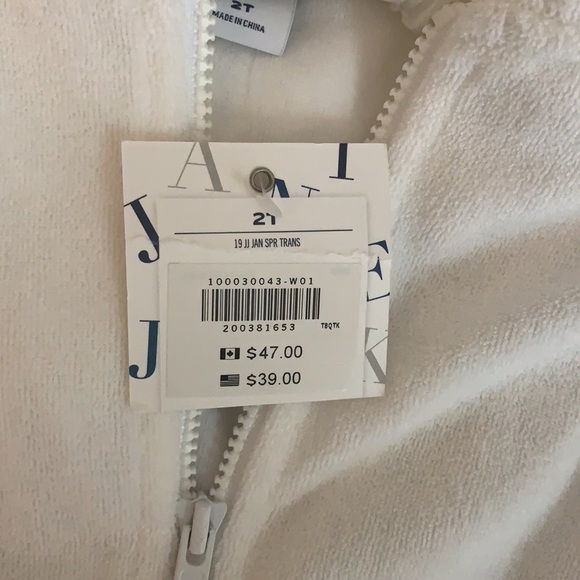 2T
MADE IN CHINA
2T
19 JJ JAN SPR TRANS
100030043-W01
200381653 TBQTK
$47.00
$39.00